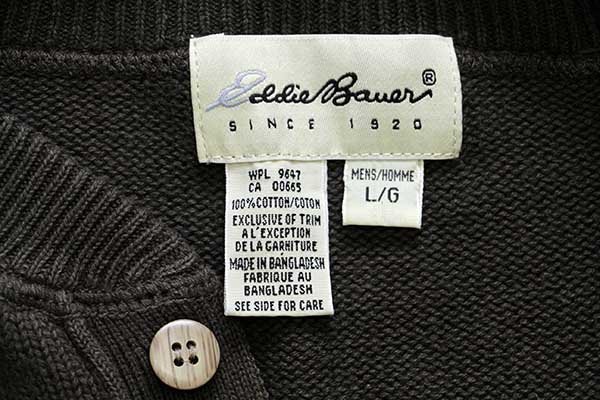 Eddie Bauer®
SINCE 1920
WPL 9647
CA 00665
100% COTTON/COTON
EXCLUSIVE OF TRIM
A L'EXCEPTION
DE LA GARNITURE
MADE IN BANGLADESH
FABRIQUE AU
BANGLADESH
SEE SIDE FOR CARE
MENS/HOMME
L/G